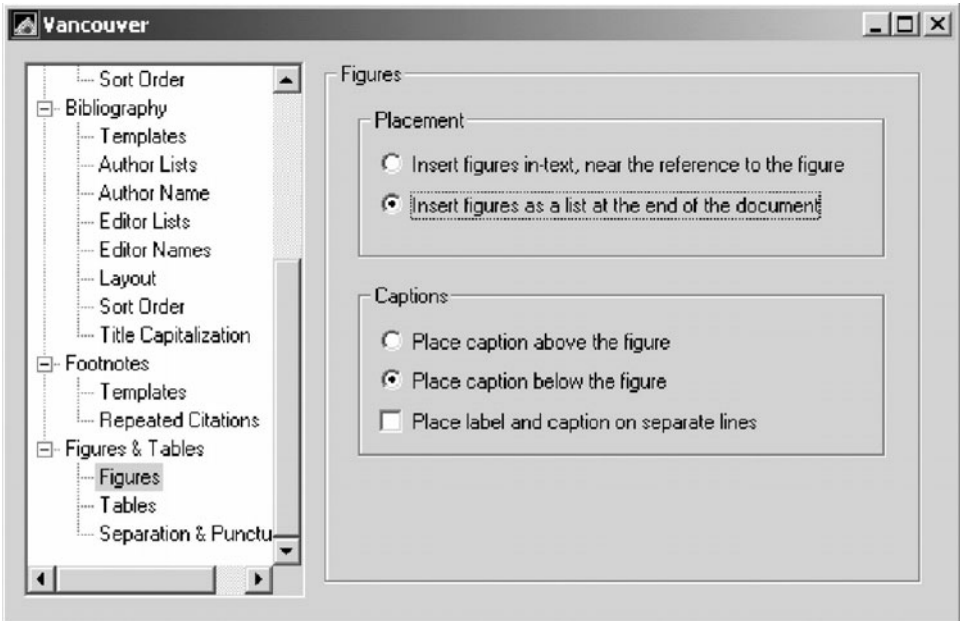 Vancouver
Sort Order
Bibliography
Templates
Author Lists
Author Name
Editor Lists
Editor Names
Layout
Sort Order
Title Capitalization
Footnotes
Templates
Repeated Citations
Figures & Tables
Figures
Tables
Separation & Punctu
Figures
Placement
Insert figures in-text, near the reference to the figure
Insert figures as a list at the end of the document
Captions
Place caption above the figure
Place caption below the figure
Place label and caption on separate lines